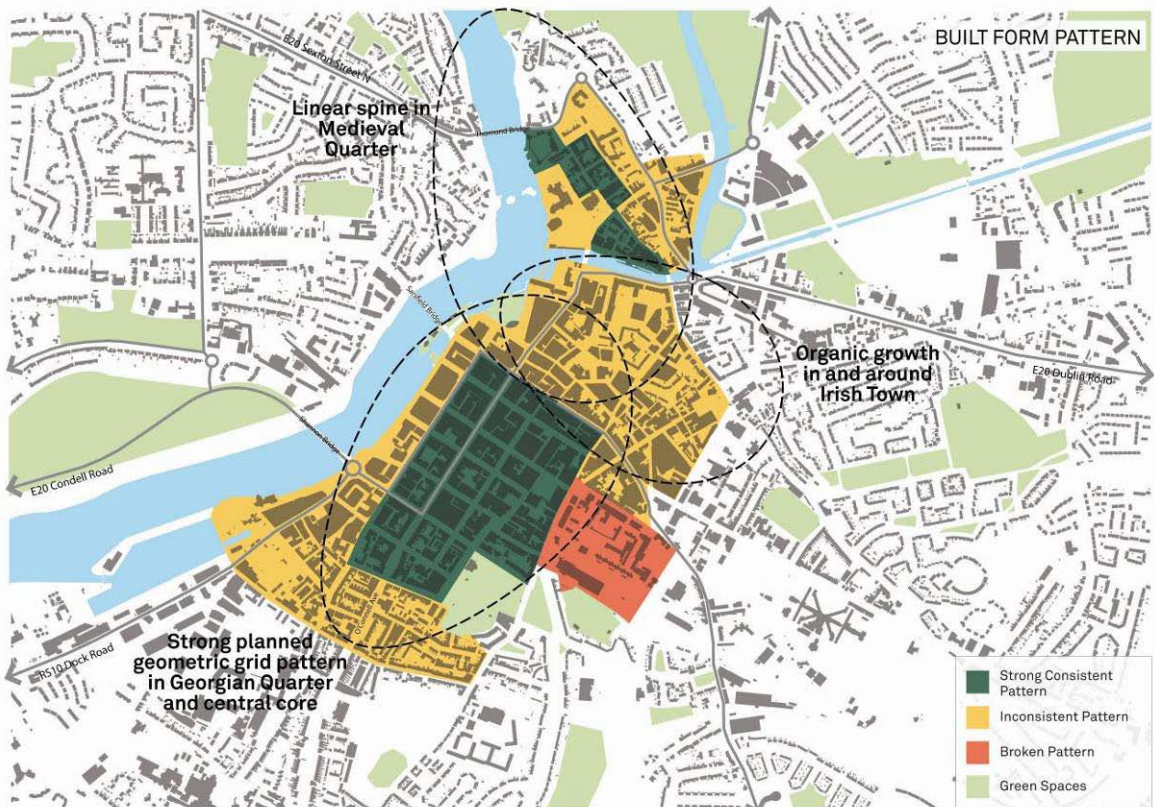 BUILT FORM PATTERN
E20 Sexton Street N
Linear spine in
Medieval
Quarter
Thomond Bridge
Sarsfield Bridge
Organic growth
in and around
Irish Town
E20 Dublin Road
Shannon Bridge
E20 Condell Road
O'Connell Ave
RS10 Dock Road
Strong planned
geometric grid pattern
in Georgian Quarter
and central core
Strong Consistent
Pattern
Inconsistent Pattern
Broken Pattern
Green Spaces